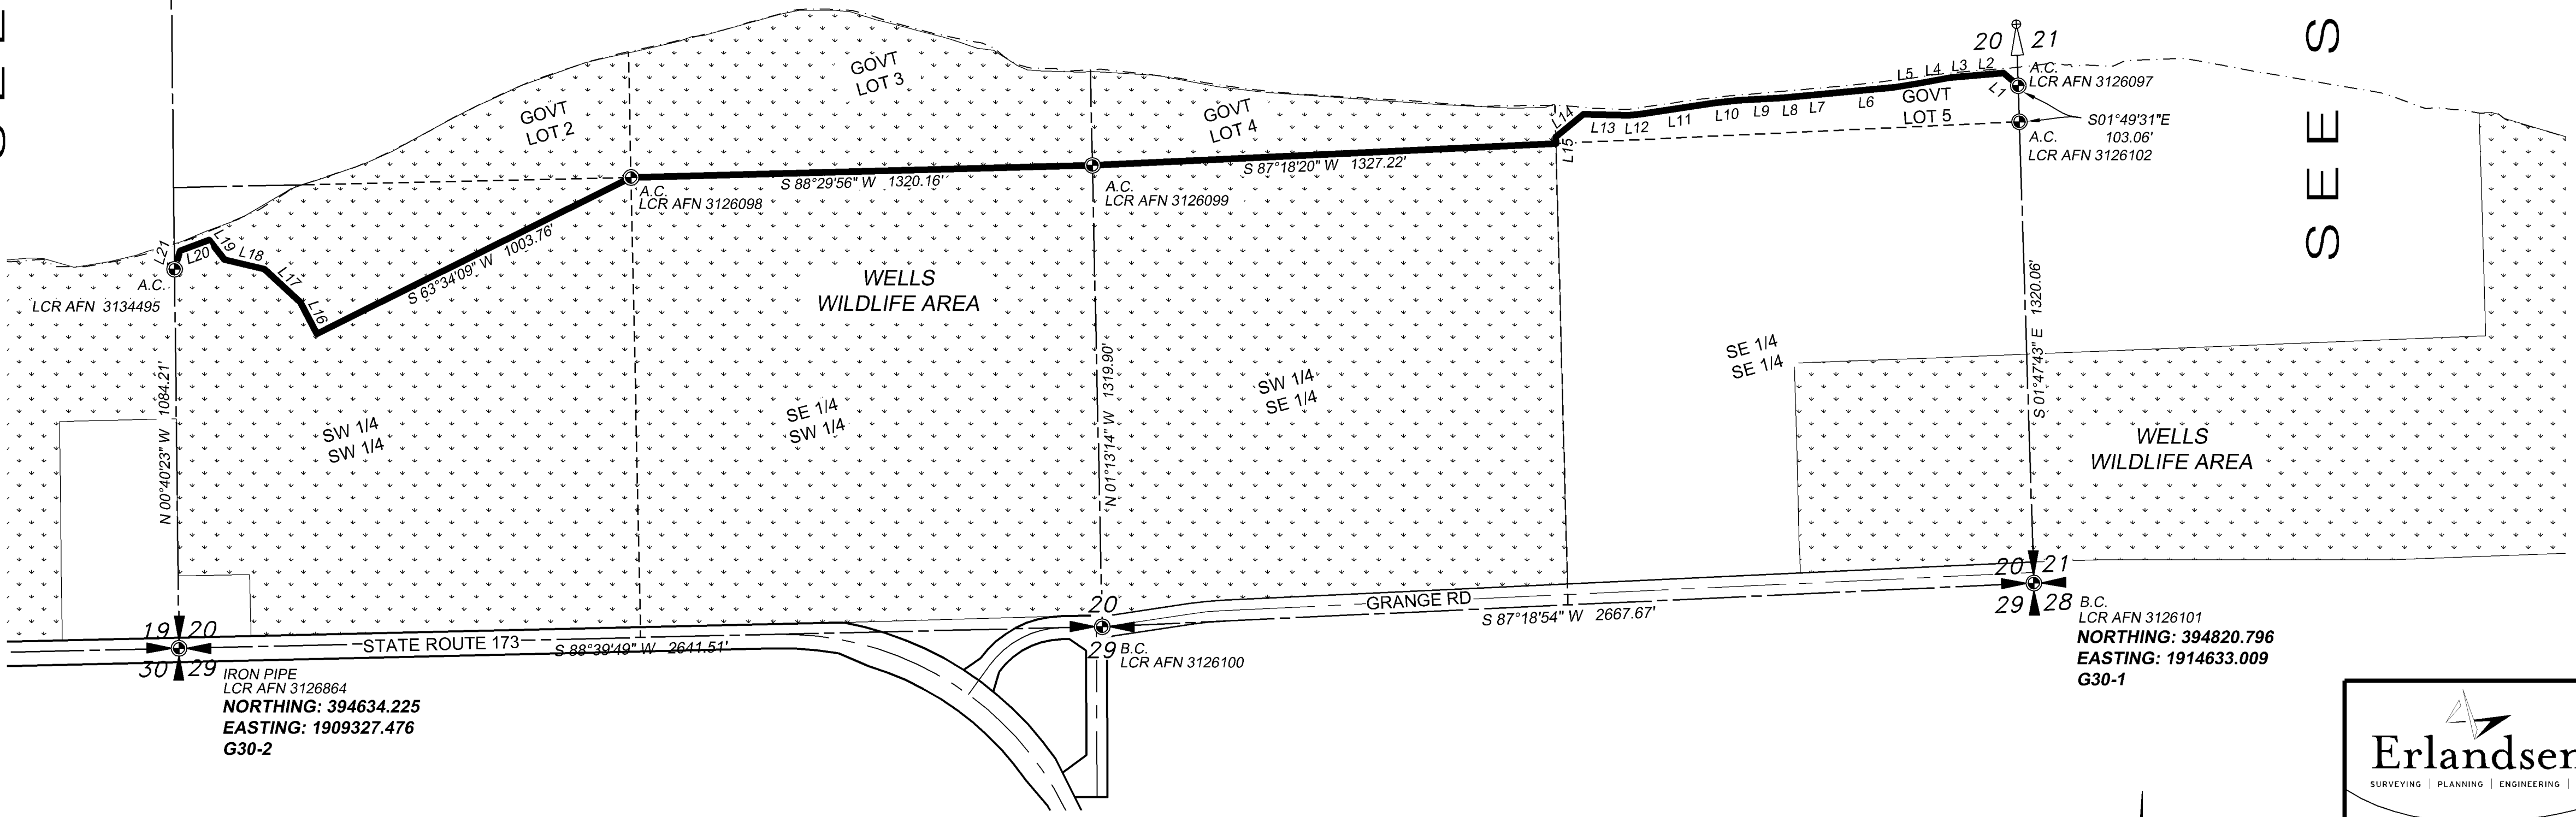 S E E
GOVT
LOT 2
GOVT
LOT 3
GOVT
LOT 4
GOVT
LOT 5
20 21
A.C.
LCR AFN 3126097
S01°49'31"E
103.06'
A.C.
LCR AFN 3126102
S E E S
L1
L2
L3
L4
L5
L6
L7
L8
L9
L10
L11
L12
L13
L14
L15
S 87°18'20" W 1327.22'
S 88°29'56" W 1320.16'
A.C.
LCR AFN 3126099
A.C.
LCR AFN 3126098
S 63°34'09" W 1003.76'
L16
L17
L18
L19
L20
L21
A.C.
LCR AFN 3134495
WELLS
WILDLIFE AREA
N 00°40'23" W 1084.21'
N 01°13'14" W 1319.90'
S 01°47'43" E 1320.06'
SW 1/4
SW 1/4
SE 1/4
SW 1/4
SW 1/4
SE 1/4
SE 1/4
SE 1/4
WELLS
WILDLIFE AREA
19 20
30 29
STATE ROUTE 173
S 88°39'49" W 2641.51'
IRON PIPE
LCR AFN 3126864
NORTHING: 394634.225
EASTING: 1909327.476
G30-2
20
29
B.C.
LCR AFN 3126100
GRANGE RD
S 87°18'54" W 2667.67'
20 21
29 28
B.C.
LCR AFN 3126101
NORTHING: 394820.796
EASTING: 1914633.009
G30-1
Erlandsen
SURVEYING | PLANNING | ENGINEERING |